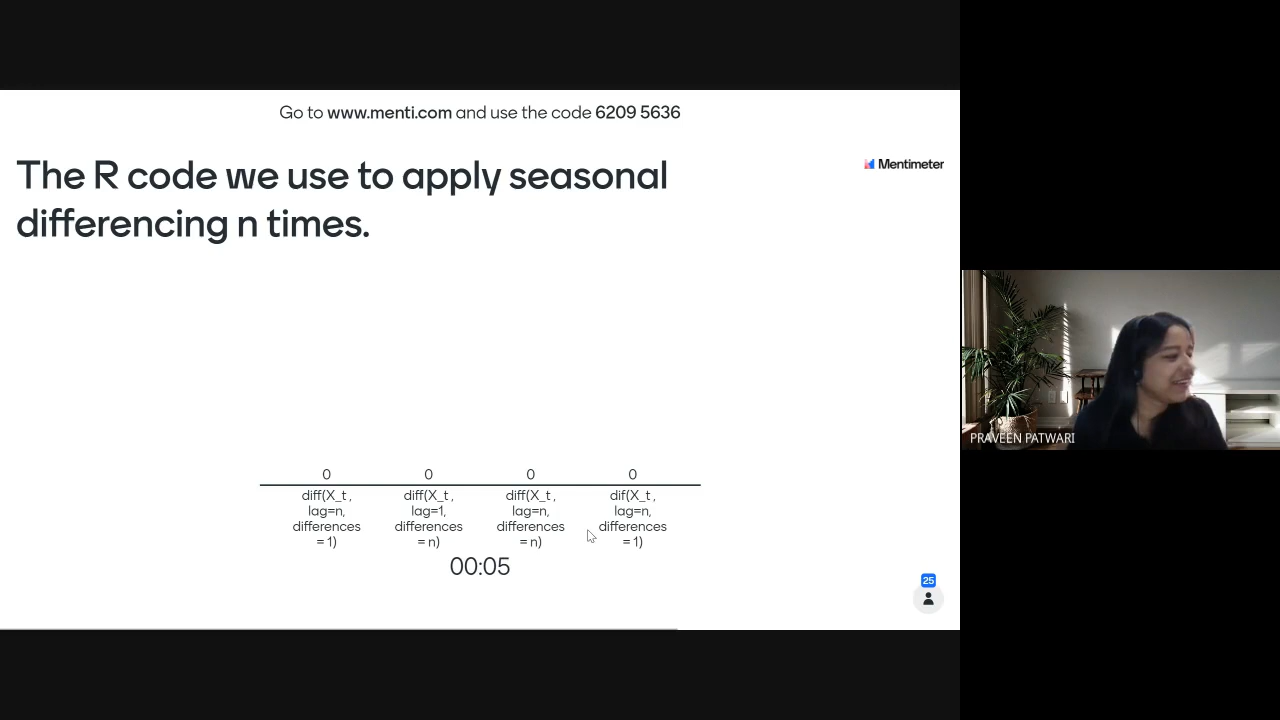 Go to www.menti.com and use the code 6209 5636
The R code we use to apply seasonal
differencing n times.
Mentimeter
0
0
0
0
diff(X_t ,
lag=n,
differences
= 1)
diff(X_t ,
lag=1,
differences
= n)
diff(X_t ,
lag=n,
differences
= n)
dif(X_t ,
lag=n,
differences
= 1)
00:05
25
PRAVEEN PATWARI